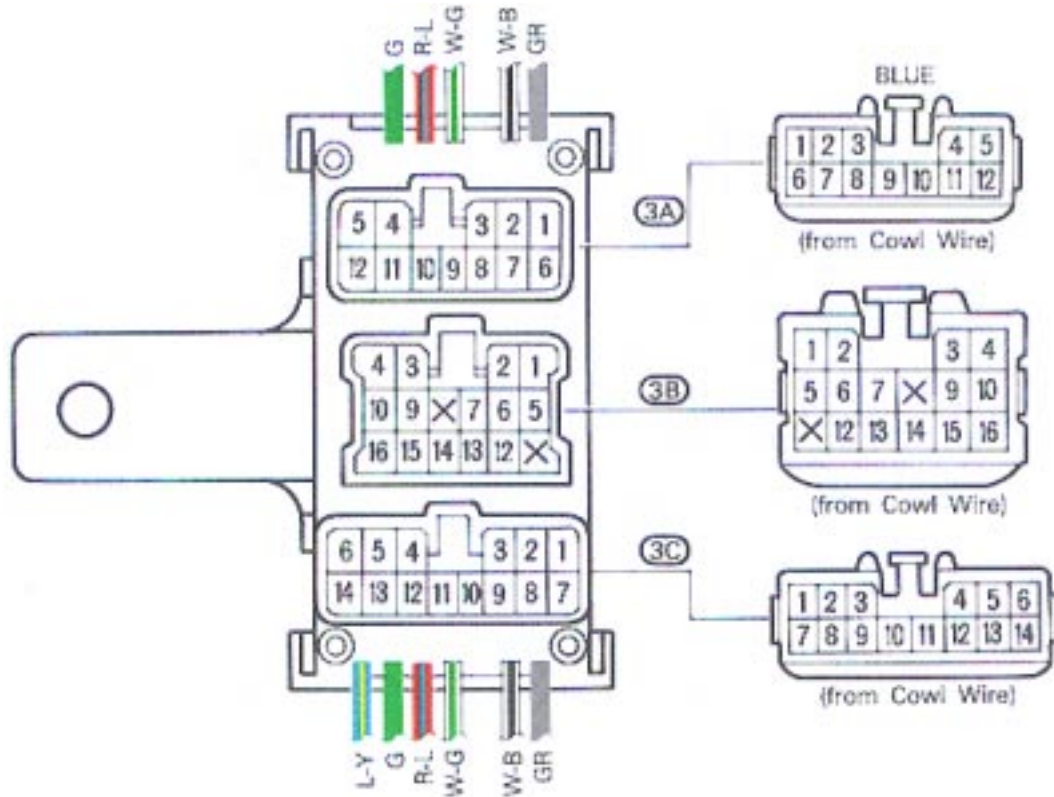 G R-L W-G W-B GR
BLUE
1 2 3 4 5
6 7 8 9 10 11 12
(from Cowl Wire)
3A
5 4 3 2 1
12 11 10 9 8 7 6
4 3 2 1
10 9 X 7 6 5
16 15 14 13 12 X
3B
1 2 3 4
5 6 7 X 9 10
X 12 13 14 15 16
(from Cowl Wire)
3C
6 5 4 3 2 1
14 13 12 11 10 9 8 7
1 2 3 4 5 6
7 8 9 10 11 12 13 14
(from Cowl Wire)
L-Y G R-L W-G W-B GR